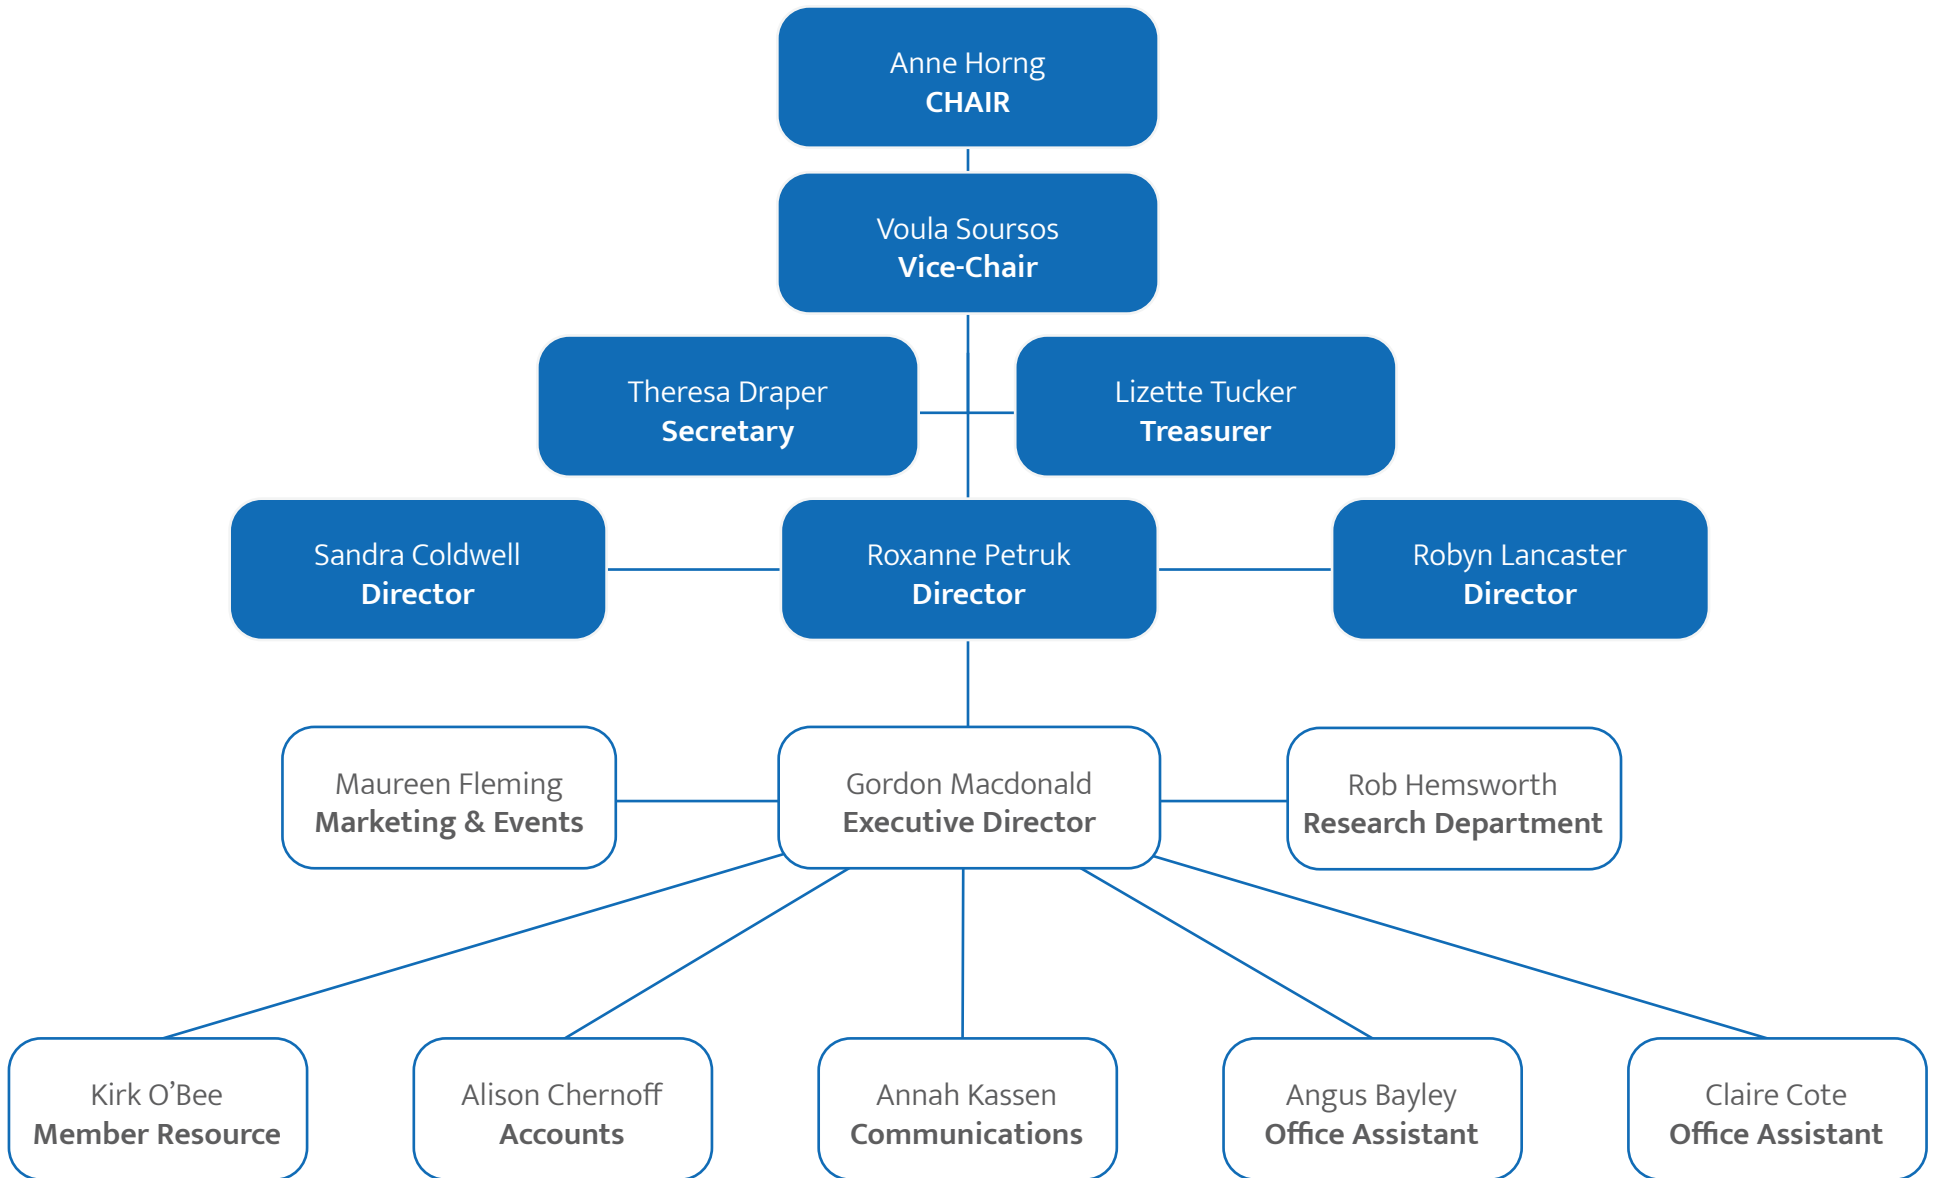 Anne Horng
CHAIR
Voula Soursos
Vice-Chair
Theresa Draper
Secretary
Lizette Tucker
Treasurer
Sandra Coldwell
Director
Roxanne Petruk
Director
Robyn Lancaster
Director
Maureen Fleming
Marketing & Events
Gordon Macdonald
Executive Director
Rob Hemsworth
Research Department
Kirk O’Bee
Member Resource
Alison Chernoff
Accounts
Annah Kassen
Communications
Angus Bayley
Office Assistant
Claire Cote
Office Assistant